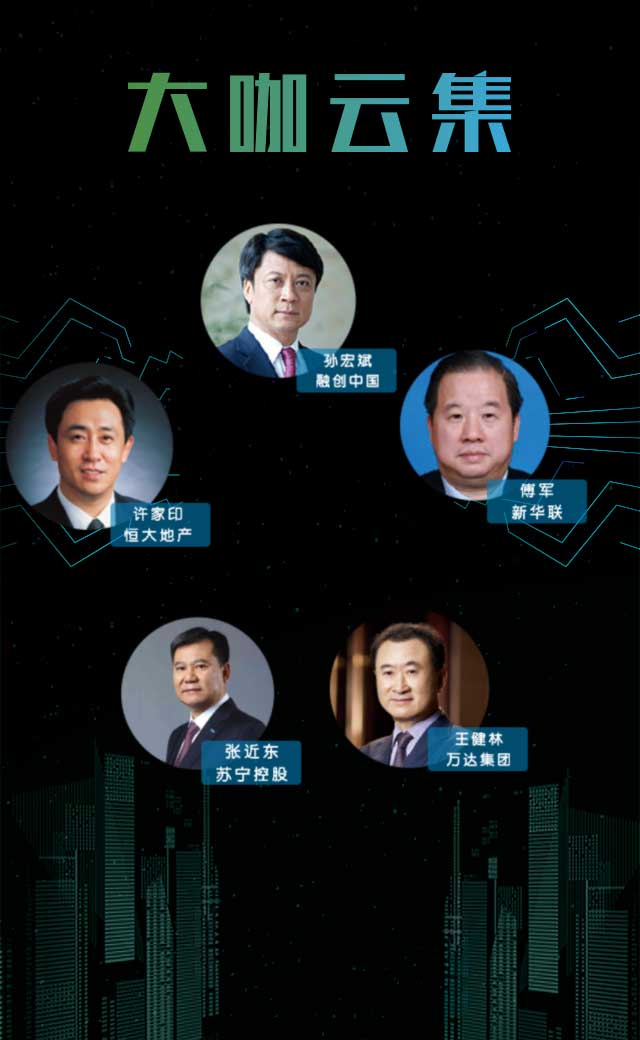 大咖云集
孙宏斌
融创中国
许家印
恒大地产
傅军
新华联
张近东
苏宁控股
王健林
万达集团